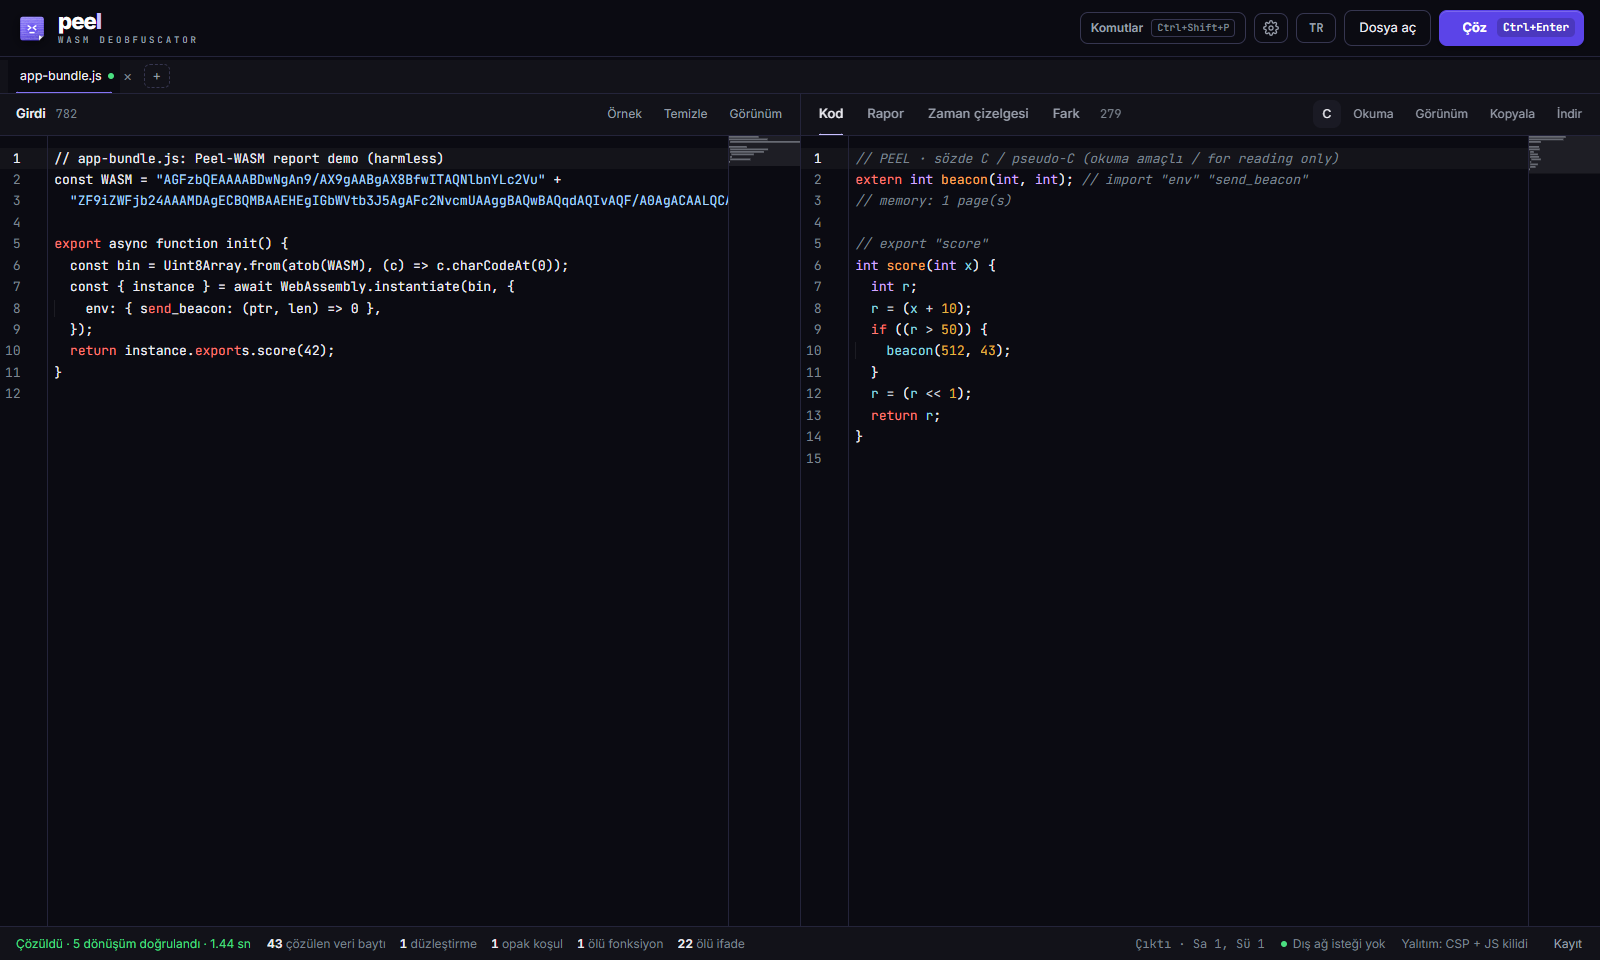 peel
WASM DEOBFUSCATOR
Komutlar Ctrl+Shift+P
TR
Dosya aç
Çöz Ctrl+Enter
app-bundle.js ● × +
Girdi 782 Örnek Temizle Görünüm
1 // app-bundle.js: Peel-WASM report demo (harmless)
2 const WASM = "AGFzbQEAAAABDwNgAn9/AX9gAABgAX8BfwITAQNlbnYLc2Vu" +
3 "ZF9iZWFjb24AAAMDAgECBQMBAAEHEgIGbWVtb3J5AgAFc2NvcmUAAggBAQwBAQqdAQIvAQF/A0AgACAALQCA
4
5 export async function init() {
6 const bin = Uint8Array.from(atob(WASM), (c) => c.charCodeAt(0));
7 const { instance } = await WebAssembly.instantiate(bin, {
8 env: { send_beacon: (ptr, len) => 0 },
9 });
10 return instance.exports.score(42);
11 }
12
Kod Rapor Zaman çizelgesi Fark 279 C Okuma Görünüm Kopyala İndir
1 // PEEL · sözde C / pseudo-C (okuma amaçlı / for reading only)
2 extern int beacon(int, int); // import "env" "send_beacon"
3 // memory: 1 page(s)
4
5 // export "score"
6 int score(int x) {
7 int r;
8 r = (x + 10);
9 if ((r > 50)) {
10 beacon(512, 43);
11 }
12 r = (r << 1);
13 return r;
14 }
15
Çözüldü · 5 dönüşüm doğrulandı · 1.44 sn 43 çözülen veri baytı 1 düzleştirme 1 opak koşul 1 ölü fonksiyon 22 ölü ifade Çıktı · Sa 1, Sü 1 ● Dış ağ isteği yok Yalıtım: CSP + JS kilidi Kayıt